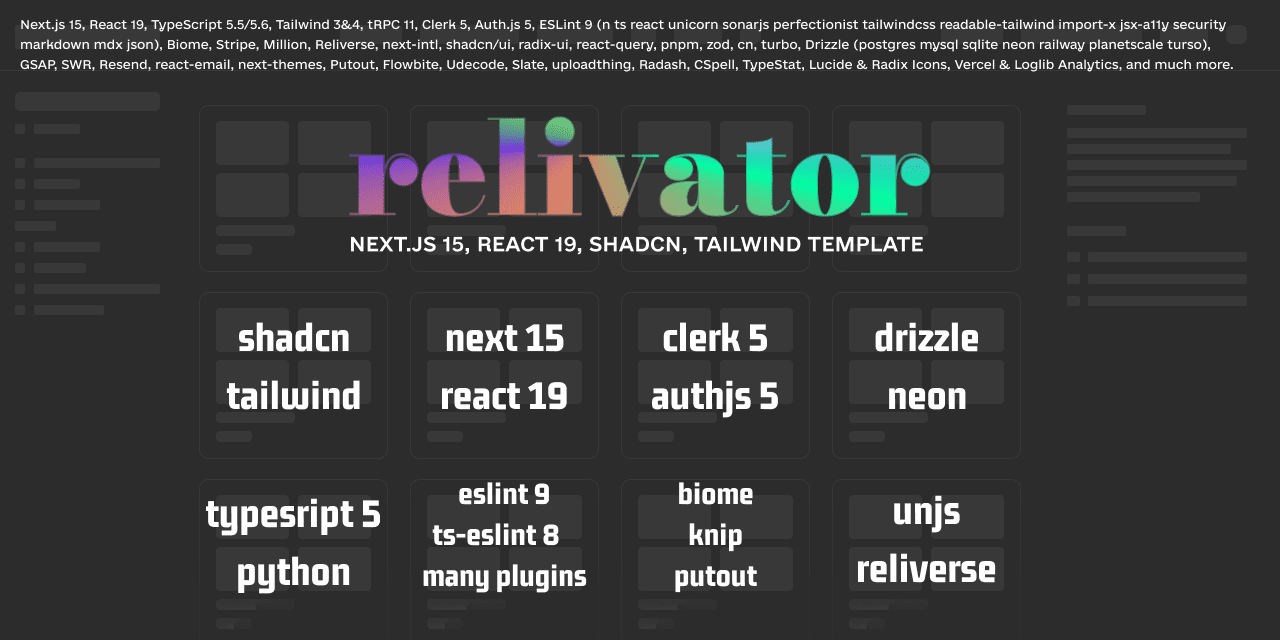 Next.js 15, React 19, TypeScript 5.5/5.6, Tailwind 3&4, tRPC 11, Clerk 5, Auth.js 5, ESLint 9 (n ts react unicorn sonarjs perfectionist tailwindcss readable-tailwind import-x jsx-a11y security
markdown mdx json), Biome, Stripe, Million, Reliverse, next-intl, shadcn/ui, radix-ui, react-query, pnpm, zod, cn, turbo, Drizzle (postgres mysql sqlite neon railway planetscale turso),
GSAP, SWR, Resend, react-email, next-themes, Putout, Flowbite, Udecode, Slate, uploadthing, Radash, CSpell, TypeStat, Lucide & Radix Icons, Vercel & Loglib Analytics, and much more.
relivator
NEXT.JS 15, REACT 19, SHADCN, TAILWIND TEMPLATE
shadcn
tailwind
next 15
react 19
clerk 5
authjs 5
drizzle
neon
typesript 5
python
eslint 9
ts-eslint 8
many plugins
biome
knip
putout
unjs
reliverse